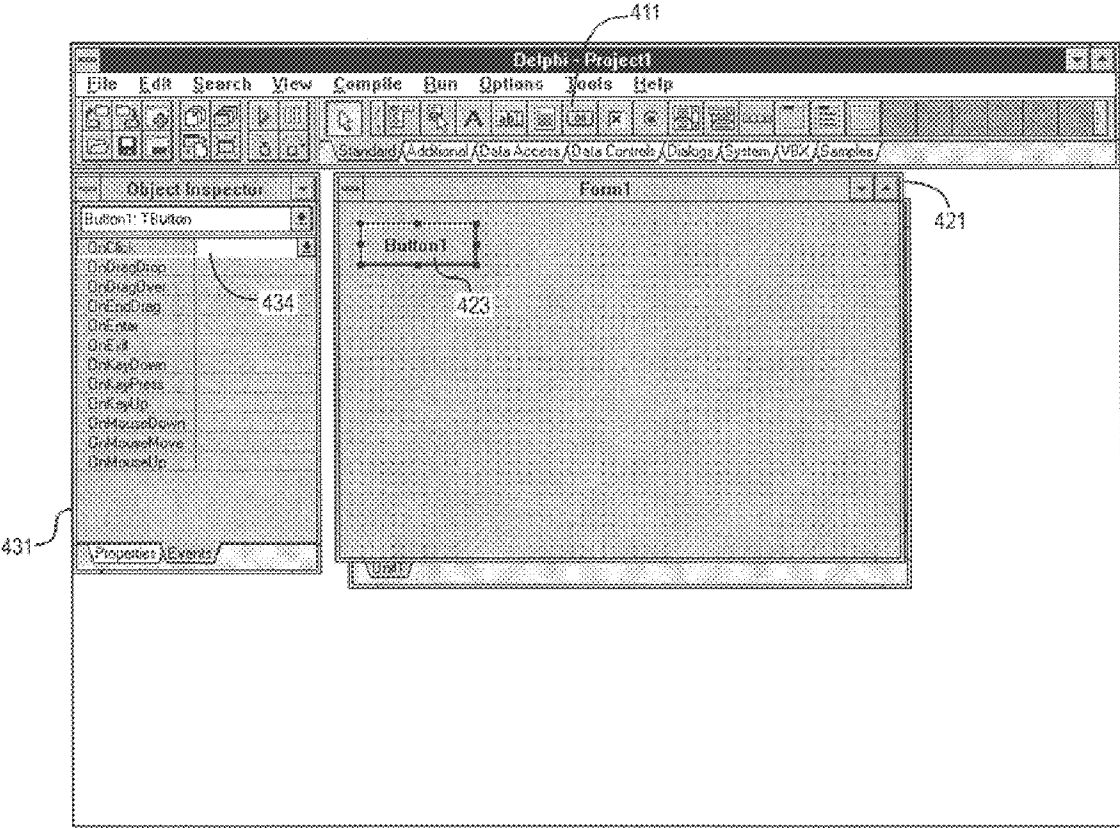 411
Delphi - Project1
File Edit Search View Compile Run Options Tools Help
A
Standard Additional Data Access Data Controls Dialogs System VBX Samples
Object Inspector
Form1
421
Button1: TButton
Button1
423
OnClick
434
OnDragDrop
OnDragOver
OnEndDrag
OnEnter
OnExit
OnKeyDown
OnKeyPress
OnKeyUp
OnMouseDown
OnMouseMove
OnMouseUp
431
Properties Events
Unit1